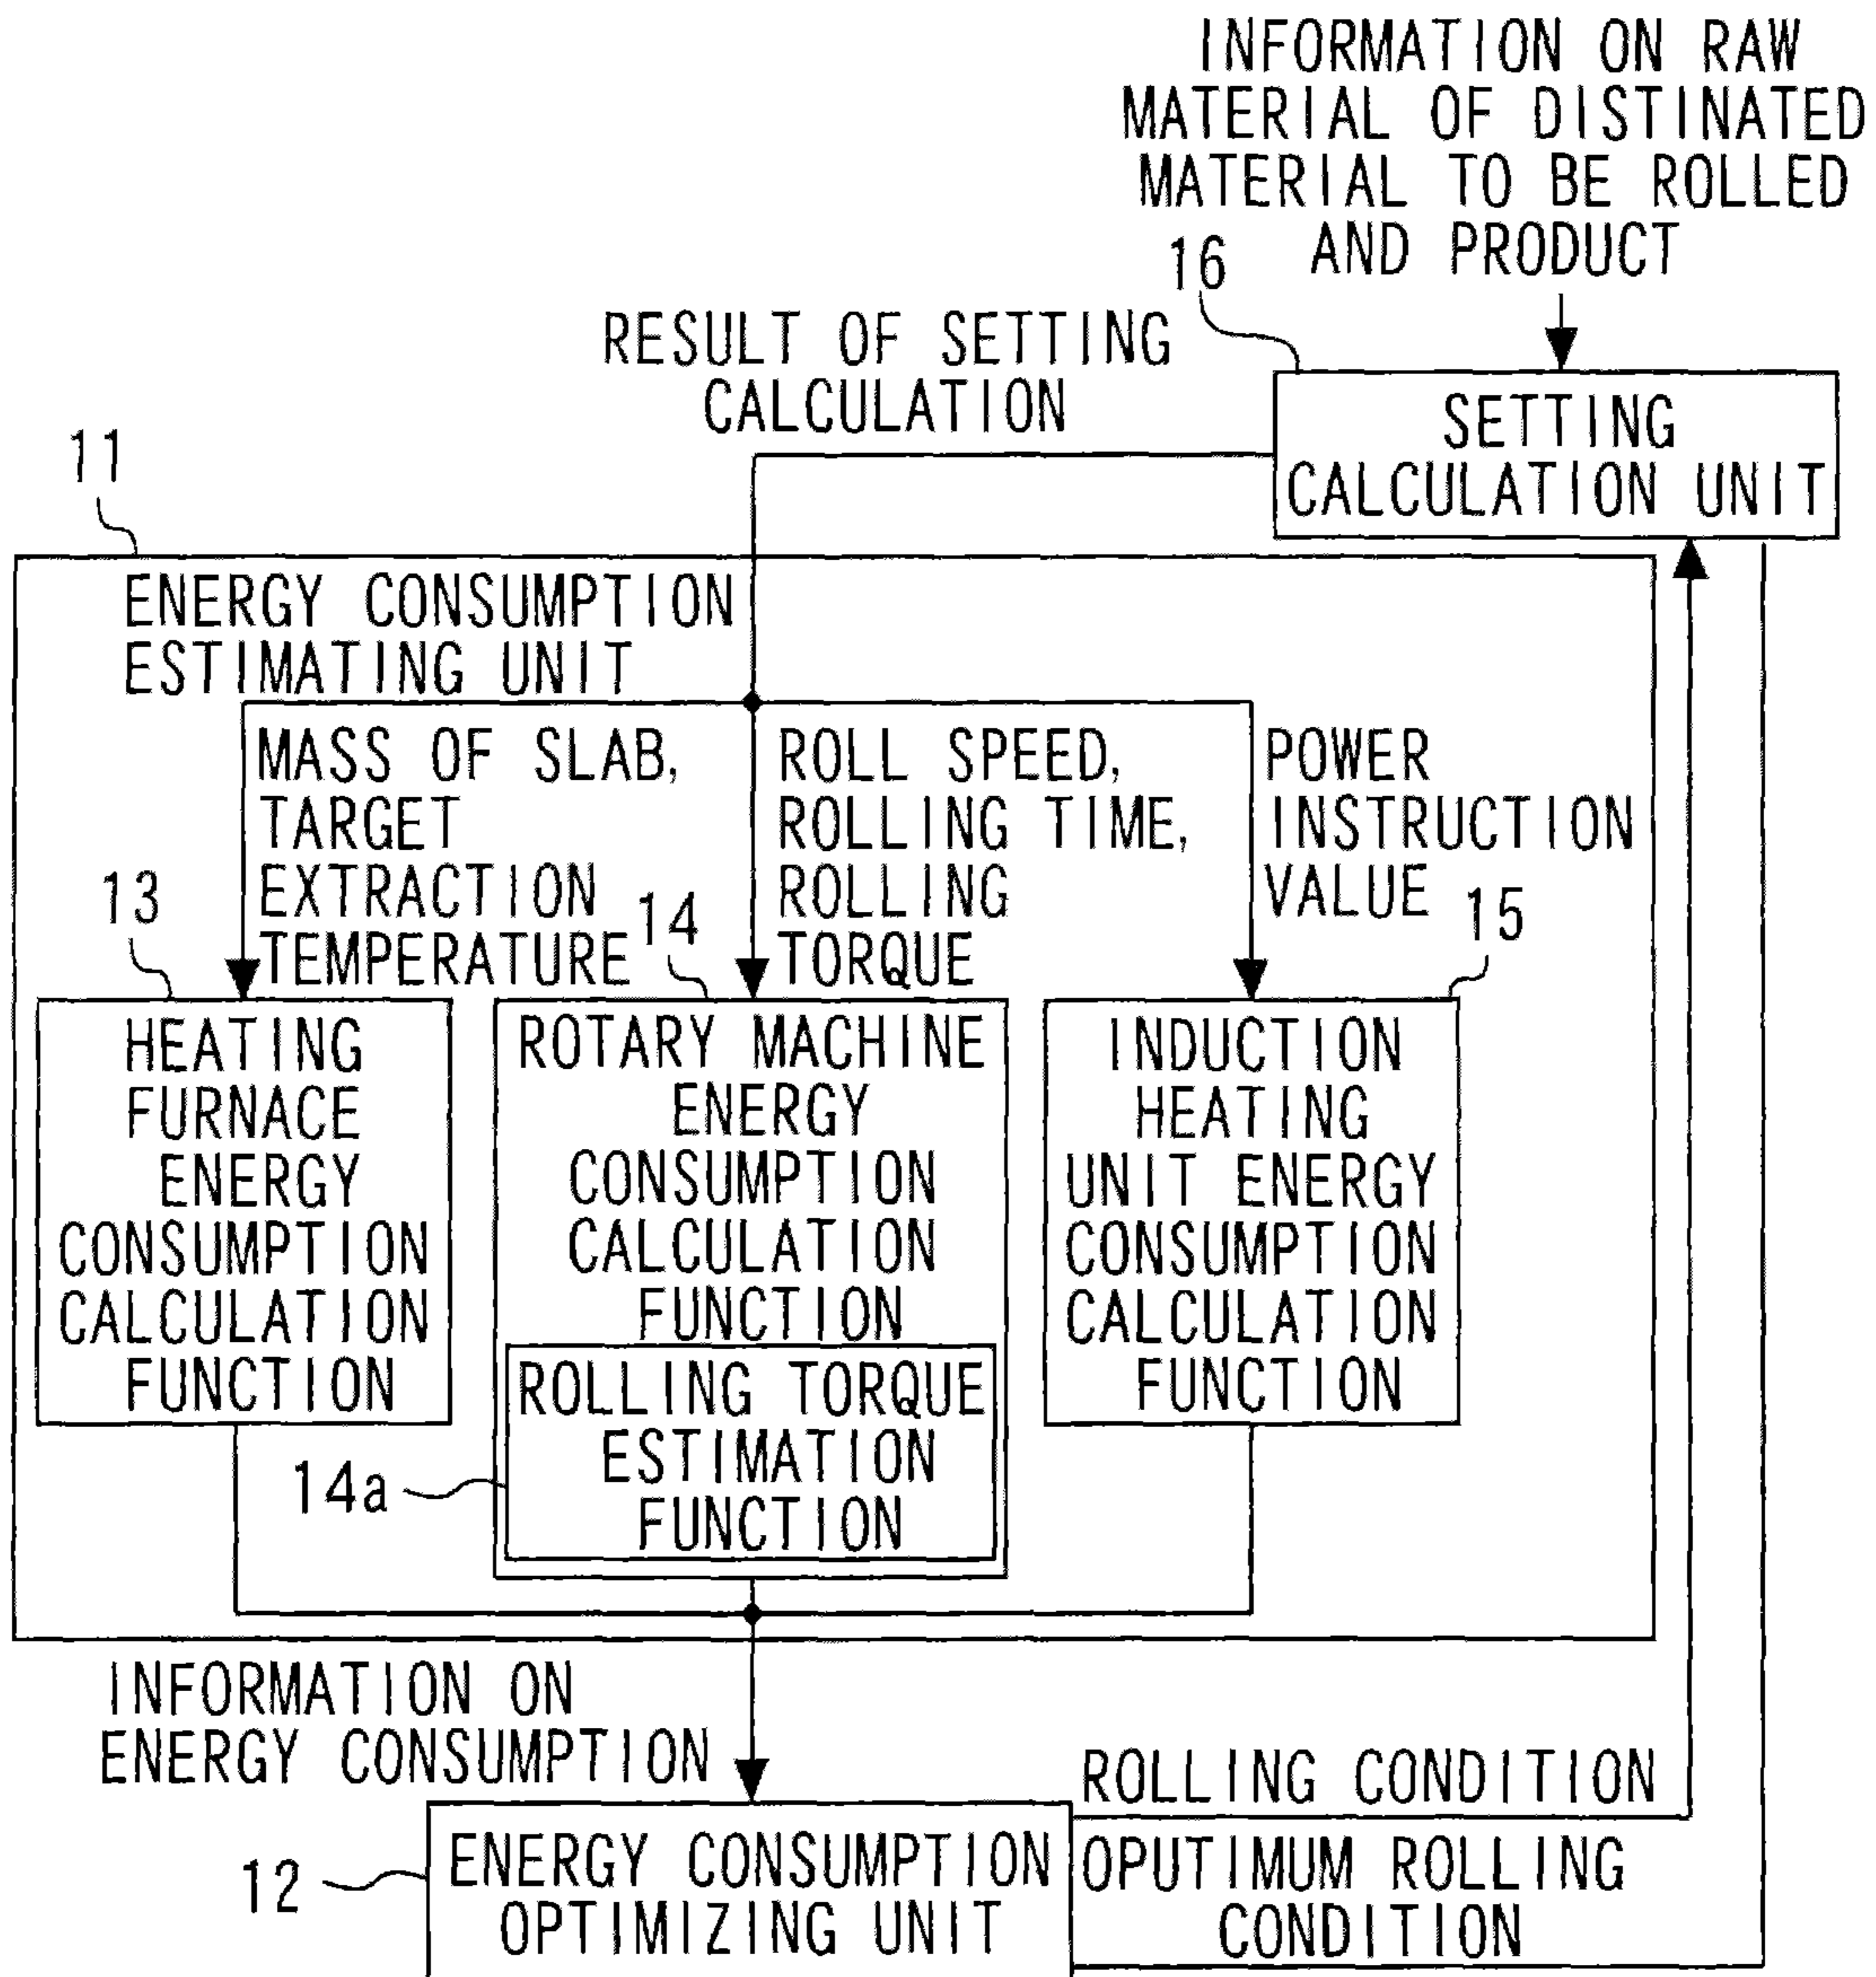 INFORMATION ON RAW
MATERIAL OF DISTINATED
MATERIAL TO BE ROLLED
AND PRODUCT
16
RESULT OF SETTING
CALCULATION
SETTING
CALCULATION UNIT
11
ENERGY CONSUMPTION
ESTIMATING UNIT
MASS OF SLAB,
TARGET
EXTRACTION
TEMPERATURE
ROLL SPEED,
ROLLING TIME,
ROLLING
TORQUE
POWER
INSTRUCTION
VALUE
13
14
15
HEATING
FURNACE
ENERGY
CONSUMPTION
CALCULATION
FUNCTION
ROTARY MACHINE
ENERGY
CONSUMPTION
CALCULATION
FUNCTION
ROLLING TORQUE
ESTIMATION
FUNCTION
14a
INDUCTION
HEATING
UNIT ENERGY
CONSUMPTION
CALCULATION
FUNCTION
INFORMATION ON
ENERGY CONSUMPTION
ROLLING CONDITION
12
ENERGY CONSUMPTION
OPTIMIZING UNIT
OPUTIMUM ROLLING
CONDITION